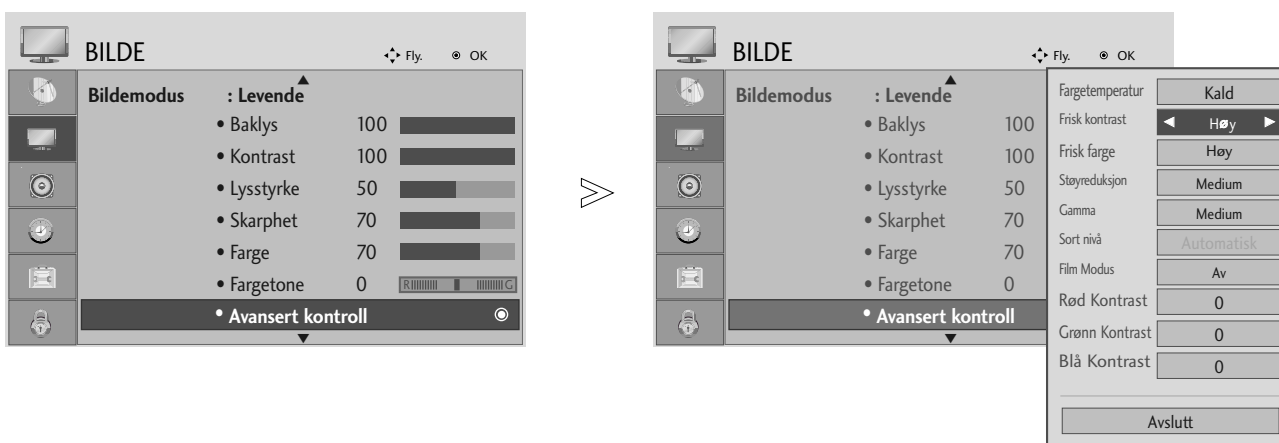 BILDE
Fly. OK
Bildemodus : Levende
• Baklys 100
• Kontrast 100
• Lysstyrke 50
• Skarphet 70
• Farge 70
• Fargetone 0 R G
• Avansert kontroll
BILDE
Fly. OK
Bildemodus : Levende
• Baklys 100
• Kontrast 100
• Lysstyrke 50
• Skarphet 70
• Farge 70
• Fargetone 0
• Avansert kontroll
Fargetemperatur Kald
Frisk kontrast ◄ Høy ►
Frisk farge Høy
Støyreduksjon Medium
Gamma Medium
Sort nivå Automatisk
Film Modus Av
Rød Kontrast 0
Grønn Kontrast 0
Blå Kontrast 0
Avslutt